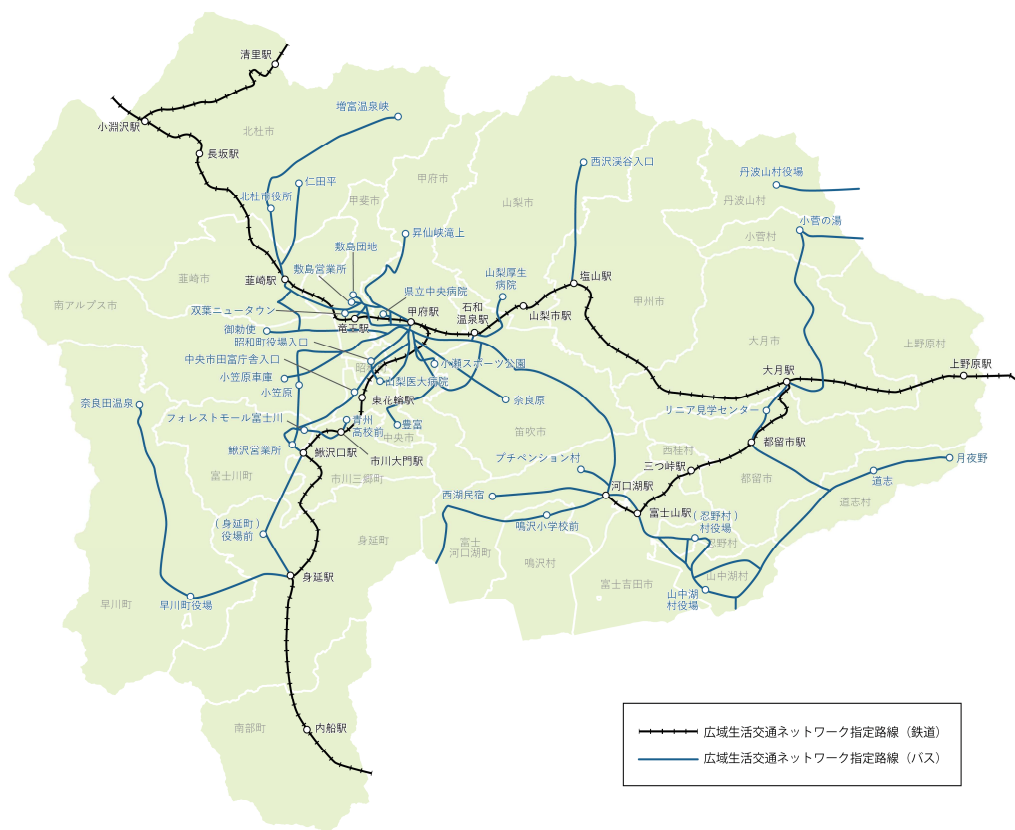 清里駅
小淵沢駅
長坂駅
北杜市
増富温泉峡
仁田平
北杜市役所
甲斐市
甲府市
山梨市
西沢渓谷入口
丹波山村役場
丹波山村
小菅の湯
小菅村
昇仙峡滝上
敷島団地
敷島営業所
韮崎市
韮崎駅
南アルプス市
双葉ニュータウン
県立中央病院
甲府駅
竜王駅
石和
温泉駅
山梨厚生
病院
山梨市駅
塩山駅
甲州市
大月市
上野原村
上野原駅
大月駅
御勅使
昭和町役場入口
中央市田富庁舎入口
小笠原車庫
小笠原
奈良田温泉
フォレストモール富士川
鰍沢営業所
小瀬スポーツ公園
山梨医大病院
東花輪駅
青州
高校前
豊富
中央市
奈良原
笛吹市
鰍沢口駅
市川大門駅
市川三郷町
富士川町
リニア見学センター
都留市駅
都留市
西桂村
三つ峠駅
プチペンション村
河口湖駅
西湖民宿
鳴沢小学校前
富士山駅
(忍野村)
村役場
忍野村
道志
道志村
月夜野
(身延町)
役場前
身延町
身延駅
早川町
早川町役場
富士
河口湖町
鳴沢村
富士吉田市
山中湖村
山中湖
村役場
南部町
内船駅
広域生活交通ネットワーク指定路線(鉄道)
広域生活交通ネットワーク指定路線(バス)